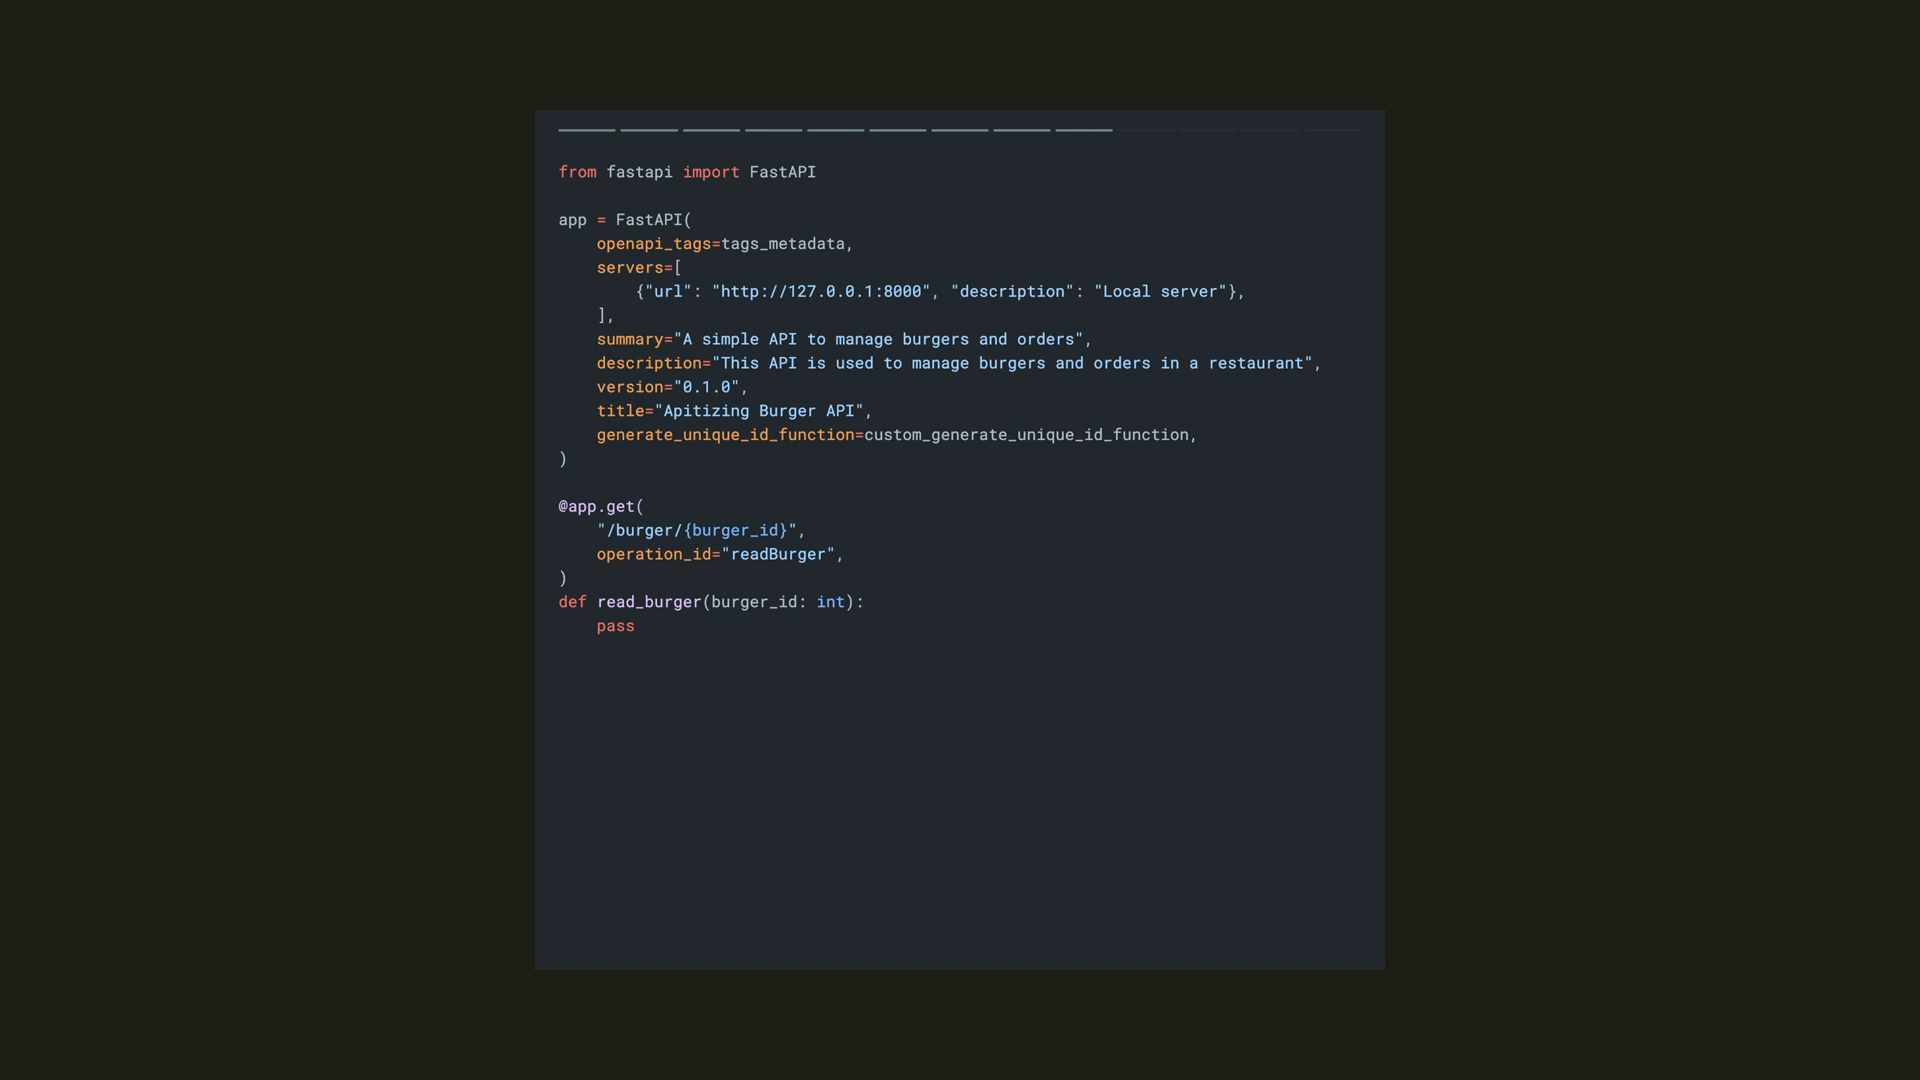 from fastapi import FastAPI
app = FastAPI(
    openapi_tags=tags_metadata,
    servers=[
        {"url": "http://127.0.0.1:8000", "description": "Local server"},
    ],
    summary="A simple API to manage burgers and orders",
    description="This API is used to manage burgers and orders in a restaurant",
    version="0.1.0",
    title="Apitizing Burger API",
    generate_unique_id_function=custom_generate_unique_id_function,
)
@app.get(
    "/burger/{burger_id}",
    operation_id="readBurger",
)
def read_burger(burger_id: int):
    pass